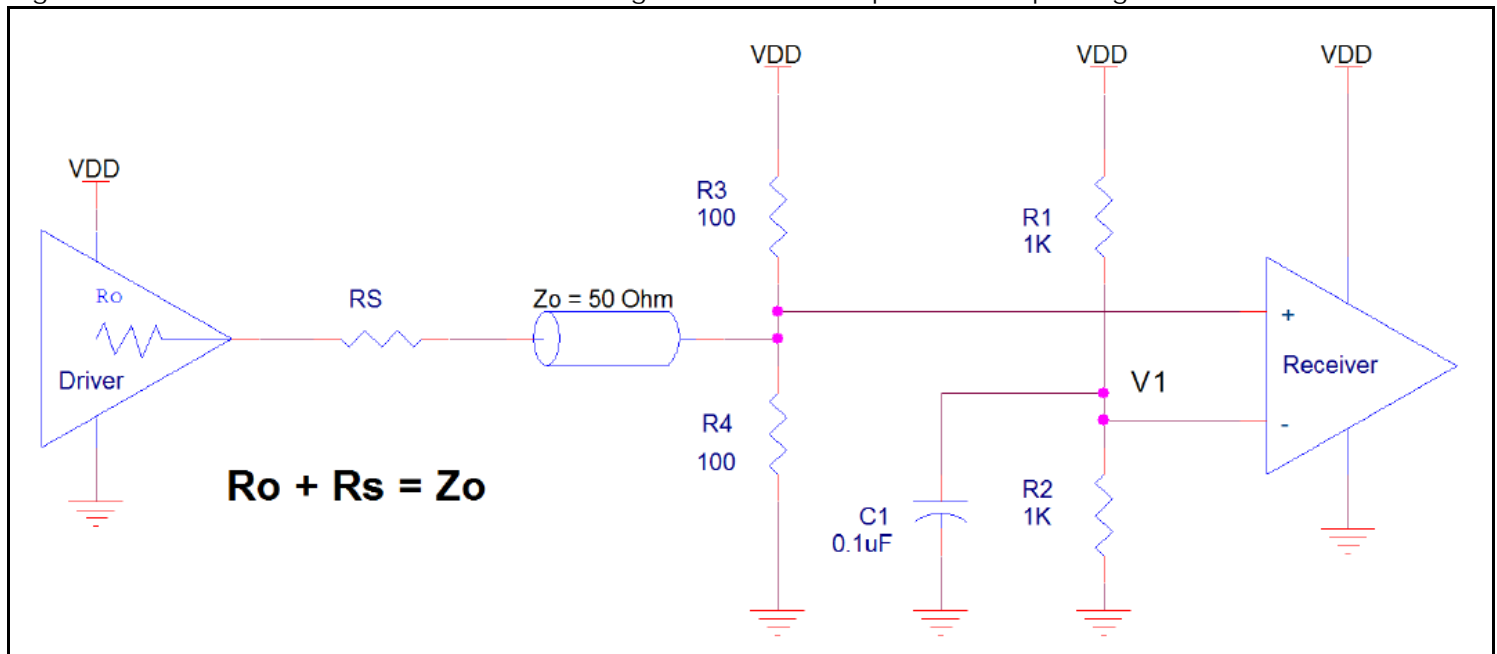 VDD
VDD
VDD
VDD
R3
100
R1
1K
Ro
RS
Zo = 50 Ohm
+
Driver
Receiver
V1
-
R4
100
Ro + Rs = Zo
R2
1K
C1
0.1uF